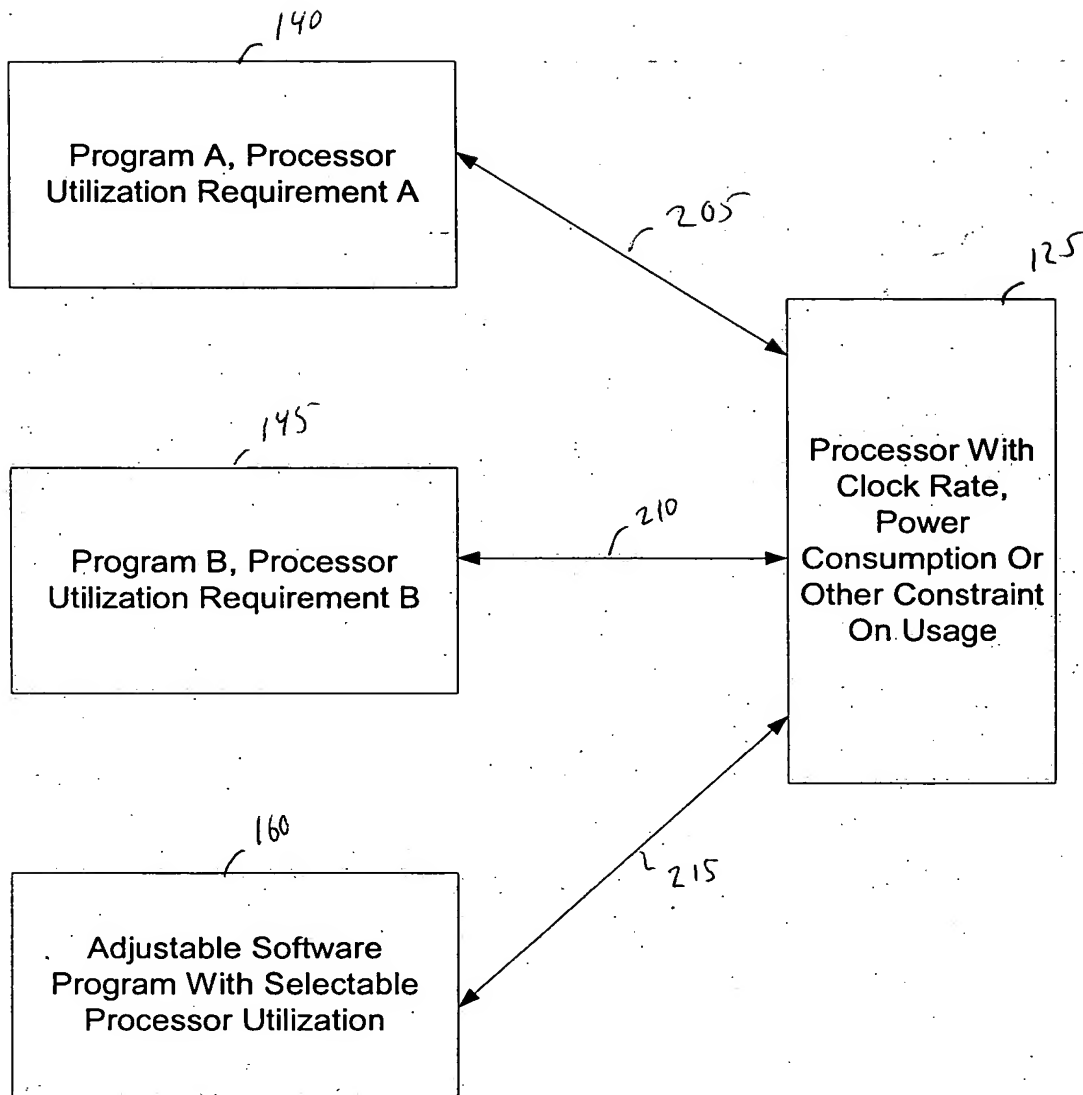 140
Program A, Processor
Utilization Requirement A
205
125
145
Program B, Processor
Utilization Requirement B
210
Processor With
Clock Rate,
Power
Consumption Or
Other Constraint
On Usage
160
Adjustable Software
Program With Selectable
Processor Utilization
215